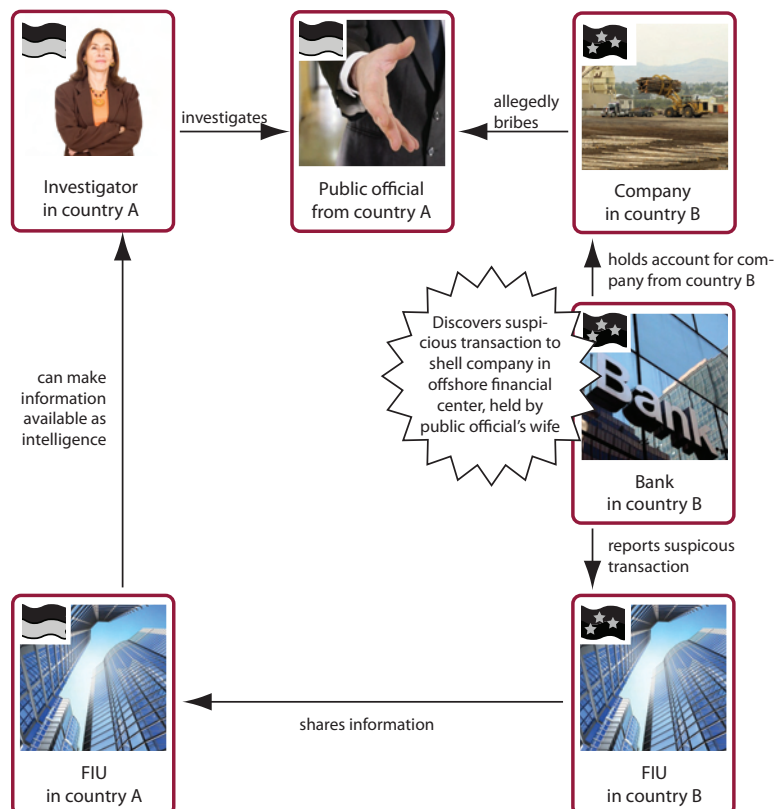 investigates
allegedly
bribes
Investigator
in country A
Public official
from country A
Company
in country B
holds account for com-
pany from country B
Discovers suspi-
cious transaction to
shell company in
offshore financial
center, held by
public official's wife
Bank
can make
information
available as
intelligence
Bank
in country B
reports suspicous
transaction
shares information
FIU
in country A
FIU
in country B